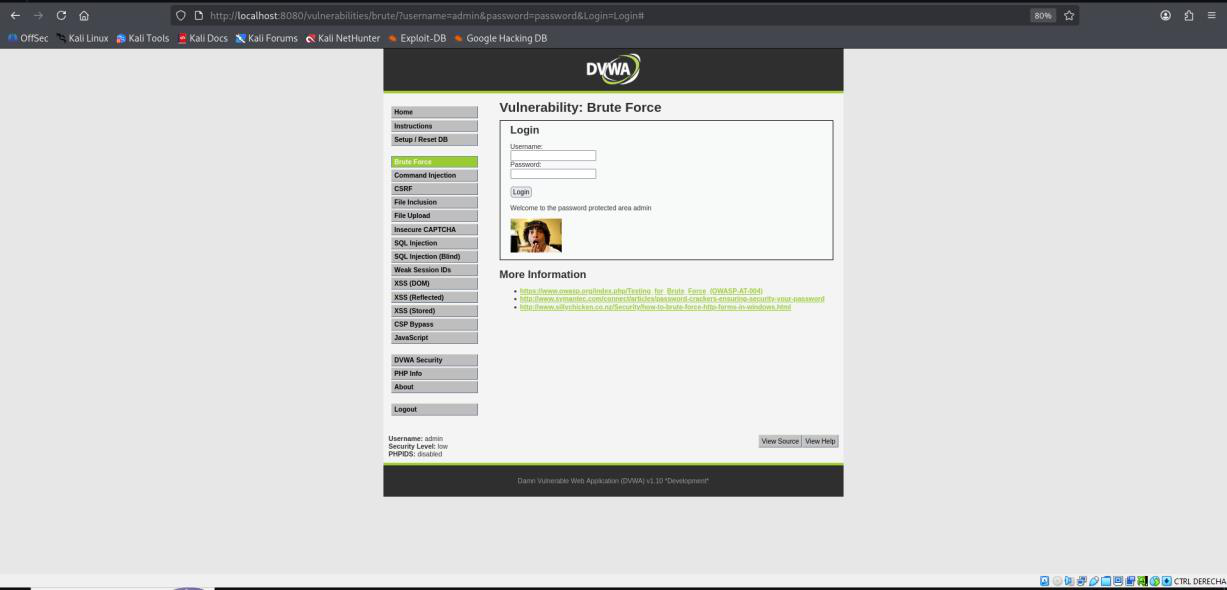 http://localhost:8080/vulnerabilities/brute/?username=admin&password=password&Login=Login#
80%
OffSec Kali Linux Kali Tools Kali Docs Kali Forums Kali NetHunter Exploit-DB Google Hacking DB
DVWA
Home
Instructions
Setup / Reset DB
Brute Force
Command Injection
CSRF
File Inclusion
File Upload
Insecure CAPTCHA
SQL Injection
SQL Injection (Blind)
Weak Session IDs
XSS (DOM)
XSS (Reflected)
XSS (Stored)
CSP Bypass
JavaScript
DVWA Security
PHP Info
About
Logout
Vulnerability: Brute Force
Login
Username:
Password:
Login
Welcome to the password protected area admin
More Information
https://www.owasp.org/index.php/Testing_for_Brute_Force_(OWASP-AT-004)
http://www.symantec.com/connect/articles/password-crackers-ensuring-security-your-password
http://www.sillychicken.co.nz/Security/how-to-brute-force-http-forms-in-windows.html
Username: admin
Security Level: low
PHPIDS: disabled
View Source View Help
Damn Vulnerable Web Application (DVWA) v1.10 *Development*
CTRL DERECHA